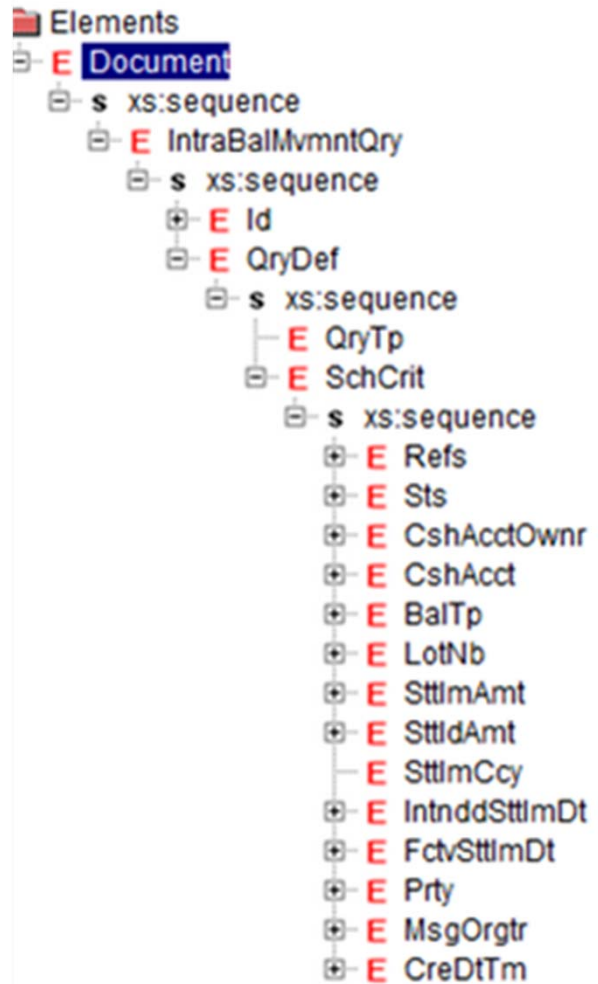 Elements
E Document
s xs:sequence
E IntraBalMvmntQry
s xs:sequence
E Id
E QryDef
s xs:sequence
E QryTp
E SchCrit
s xs:sequence
E Refs
E Sts
E CshAcctOwnr
E CshAcct
E BalTp
E LotNb
E SttlmAmt
E SttldAmt
E SttlmCcy
E IntnddSttlmDt
E FctvSttlmDt
E Prty
E MsgOrgtr
E CreDtTm